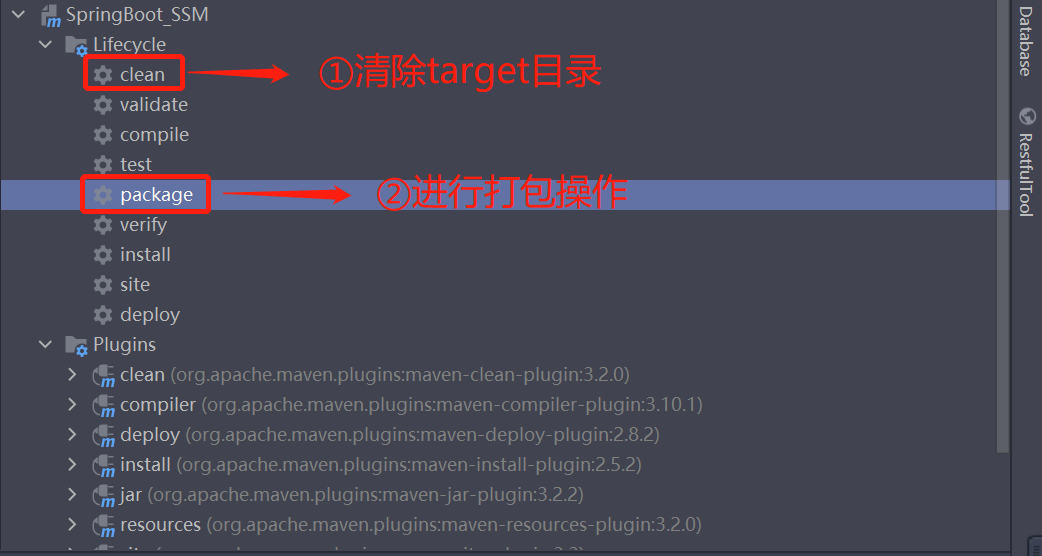 SpringBoot_SSM
Lifecycle
clean
①清除target目录
validate
compile
test
package
②进行打包操作
verify
install
site
deploy
Plugins
clean (org.apache.maven.plugins:maven-clean-plugin:3.2.0)
compiler (org.apache.maven.plugins:maven-compiler-plugin:3.10.1)
deploy (org.apache.maven.plugins:maven-deploy-plugin:2.8.2)
install (org.apache.maven.plugins:maven-install-plugin:2.5.2)
jar (org.apache.maven.plugins:maven-jar-plugin:3.2.2)
resources (org.apache.maven.plugins:maven-resources-plugin:3.2.0)
Database
RestfulTool